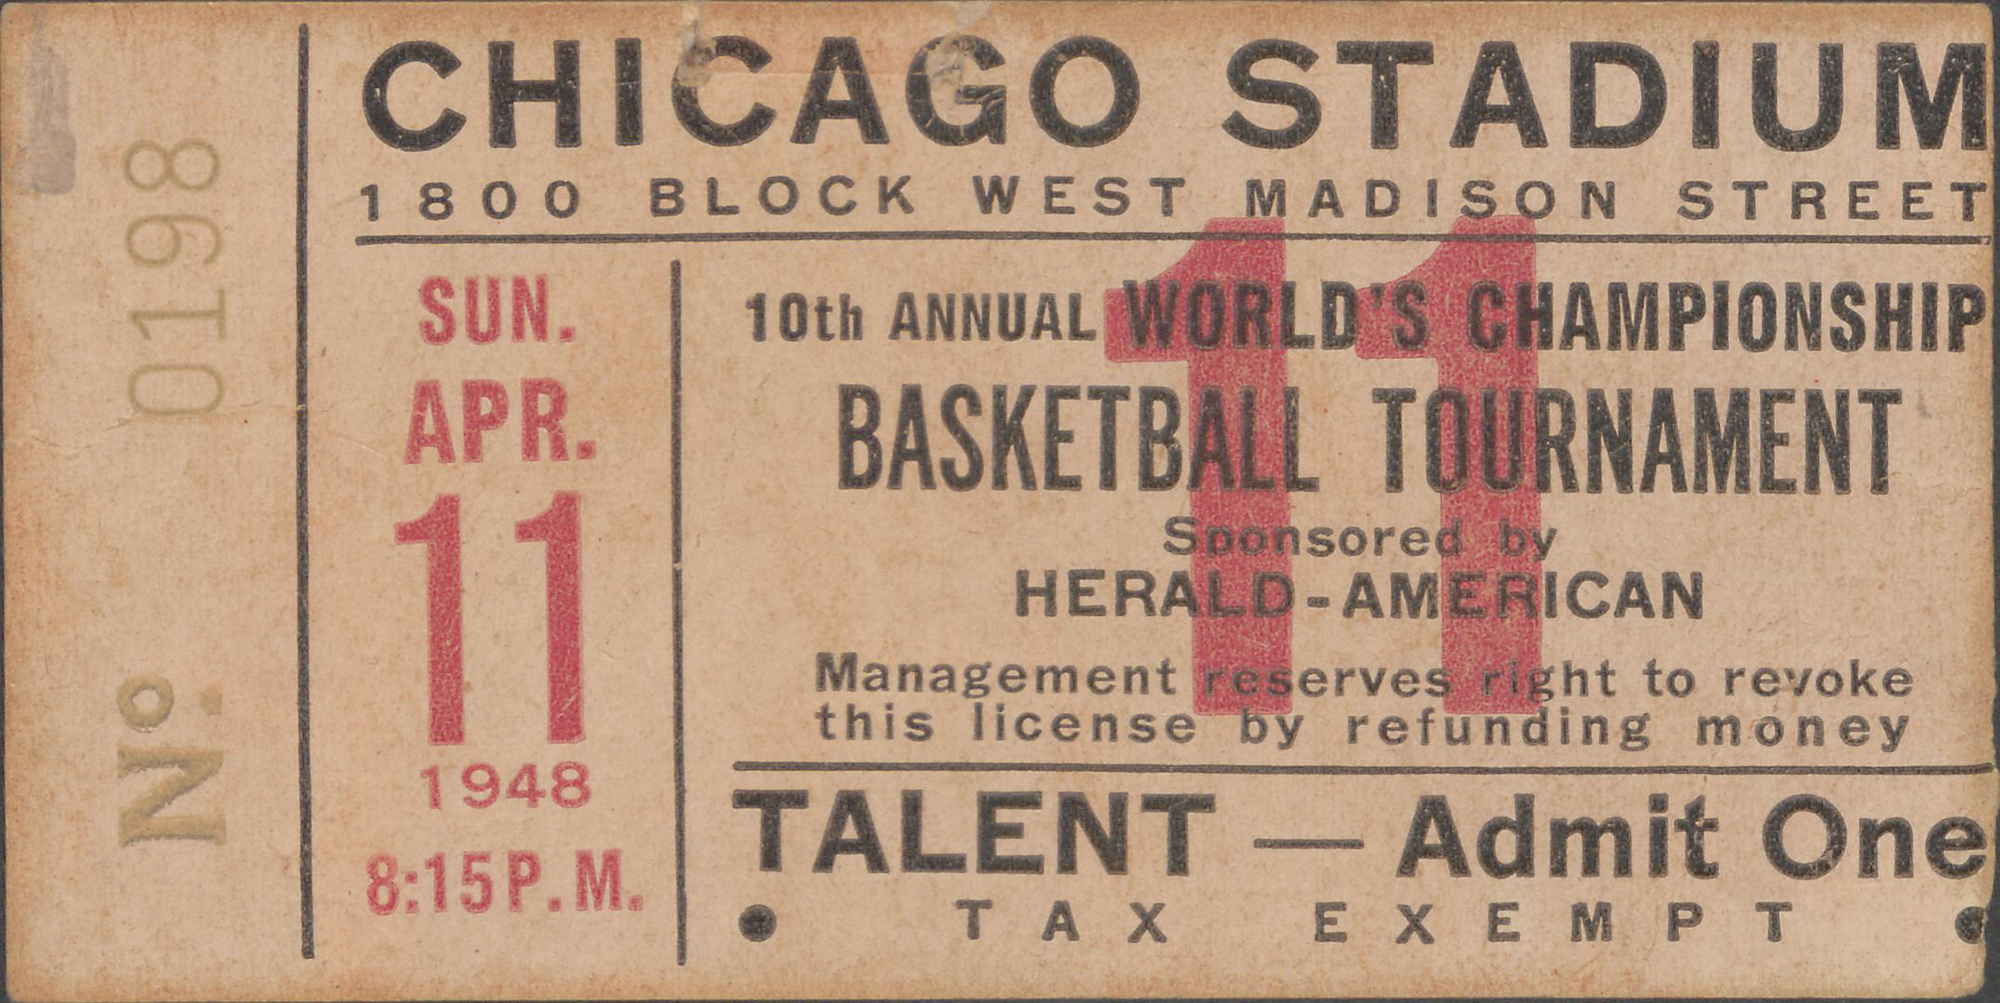 Nº. 0198
CHICAGO STADIUM
1800 BLOCK WEST MADISON STREET
SUN.
APR.
11
1948
8:15 P.M.
11
10th ANNUAL WORLD'S CHAMPIONSHIP
BASKETBALL TOURNAMENT
Sponsored by
HERALD-AMERICAN
Management reserves right to revoke
this license by refunding money
TALENT — Admit One
• TAX EXEMPT •